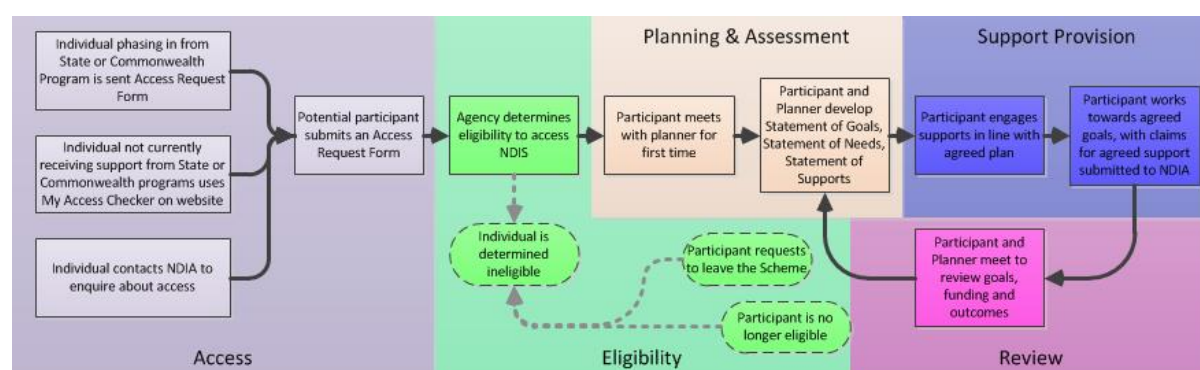 Individual phasing in from
State or Commonwealth
Program is sent Access Request
Form
Individual not currently
receiving support from State or
Commonwealth programs uses
My Access Checker on website
Individual contacts NDIA to
enquire about access
Potential participant
submits an Access
Request Form
Access
Agency determines
eligibility to access
NDIS
Individual is
determined
ineligible
Participant requests
to leave the Scheme
Participant is no
longer eligible
Eligibility
Planning & Assessment
Participant meets
with planner for
first time
Participant and
Planner develop
Statement of Goals,
Statement of Needs,
Statement of
Supports
Support Provision
Participant engages
supports in line with
agreed plan
Participant works
towards agreed
goals, with claims
for agreed support
submitted to NDIA
Participant and
Planner meet to
review goals,
funding and
outcomes
Review